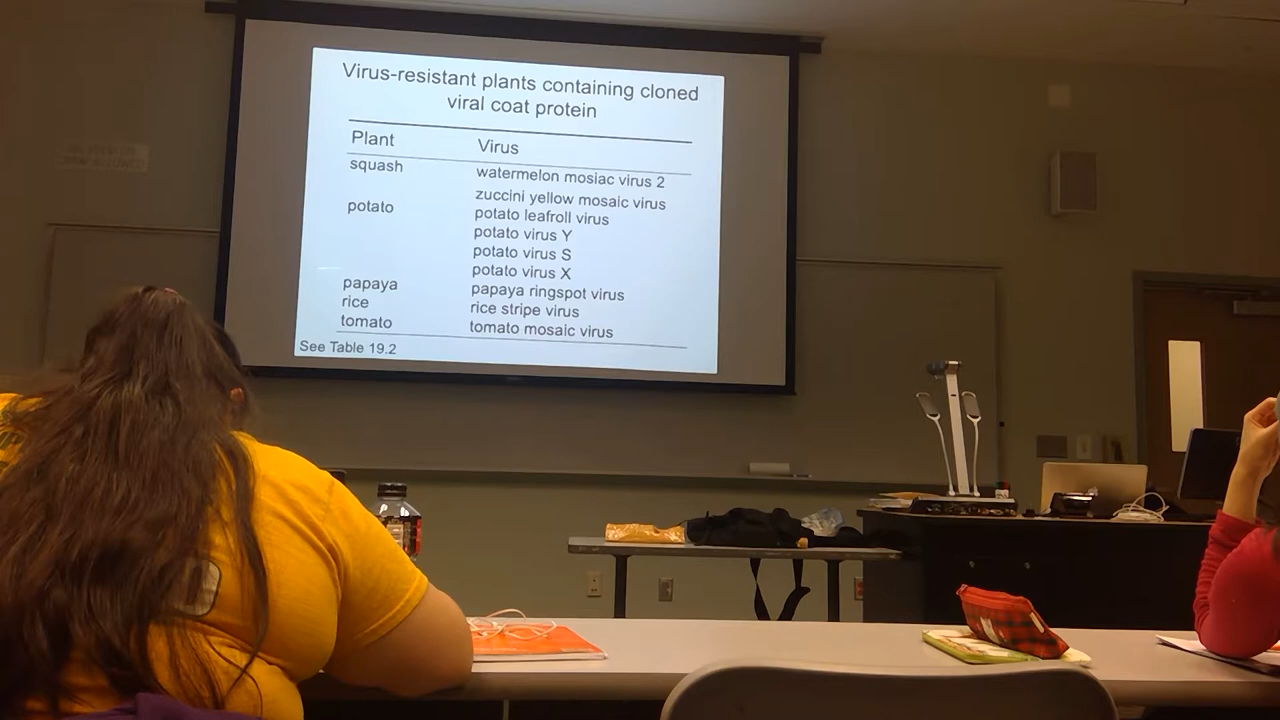 Virus-resistant plants containing cloned
viral coat protein
Plant Virus
squash watermelon mosiac virus 2
zuccini yellow mosaic virus
potato potato leafroll virus
potato virus Y
potato virus S
potato virus X
papaya papaya ringspot virus
rice rice stripe virus
tomato tomato mosaic virus
See Table 19.2